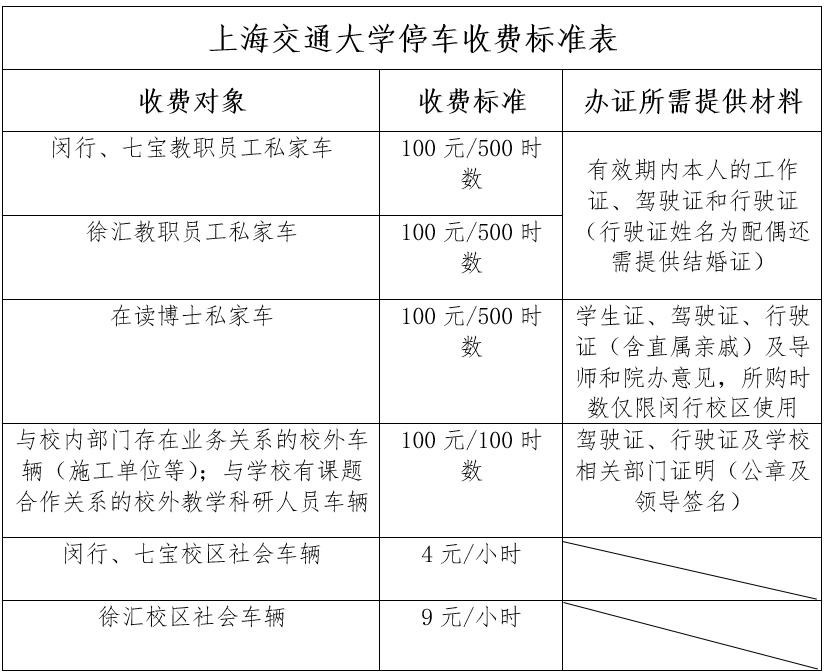 上海交通大学停车收费标准表
收费对象
收费标准
办证所需提供材料
闵行、七宝教职员工私家车
100 元/500 时
数
有效期内本人的工作
证、驾驶证和行驶证
（行驶证姓名为配偶还
需提供结婚证）
徐汇教职员工私家车
100 元/500 时
数
在读博士私家车
100 元/500 时
数
学生证、驾驶证、行驶
证（含直属亲戚）及导
师和院办意见，所购时
数仅限闵行校区使用
与校内部门存在业务关系的校外车
辆（施工单位等）；与学校有课题
合作关系的校外教学科研人员车辆
100 元/100 时
数
驾驶证、行驶证及学校
相关部门证明（公章及
领导签名）
闵行、七宝校区社会车辆
4 元/小时
徐汇校区社会车辆
9 元/小时